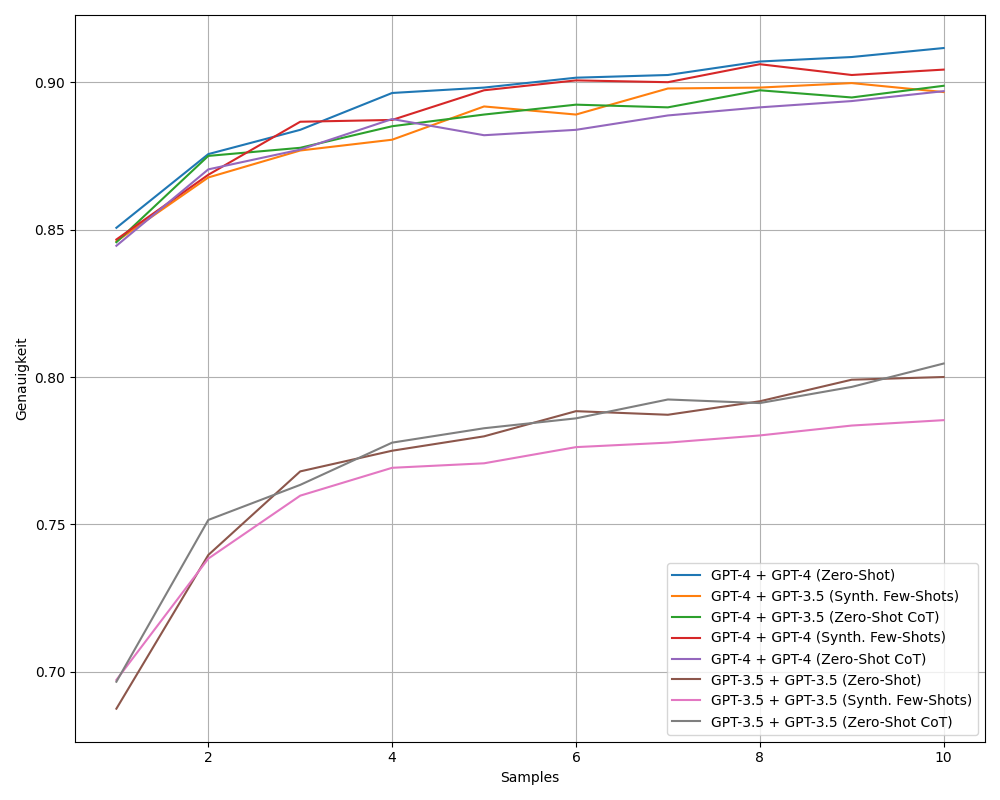 0.90
0.85
0.80
0.75
0.70
Genauigkeit
2 4 6 8 10
Samples
GPT-4 + GPT-4 (Zero-Shot)
GPT-4 + GPT-3.5 (Synth. Few-Shots)
GPT-4 + GPT-3.5 (Zero-Shot CoT)
GPT-4 + GPT-4 (Synth. Few-Shots)
GPT-4 + GPT-4 (Zero-Shot CoT)
GPT-3.5 + GPT-3.5 (Zero-Shot)
GPT-3.5 + GPT-3.5 (Synth. Few-Shots)
GPT-3.5 + GPT-3.5 (Zero-Shot CoT)